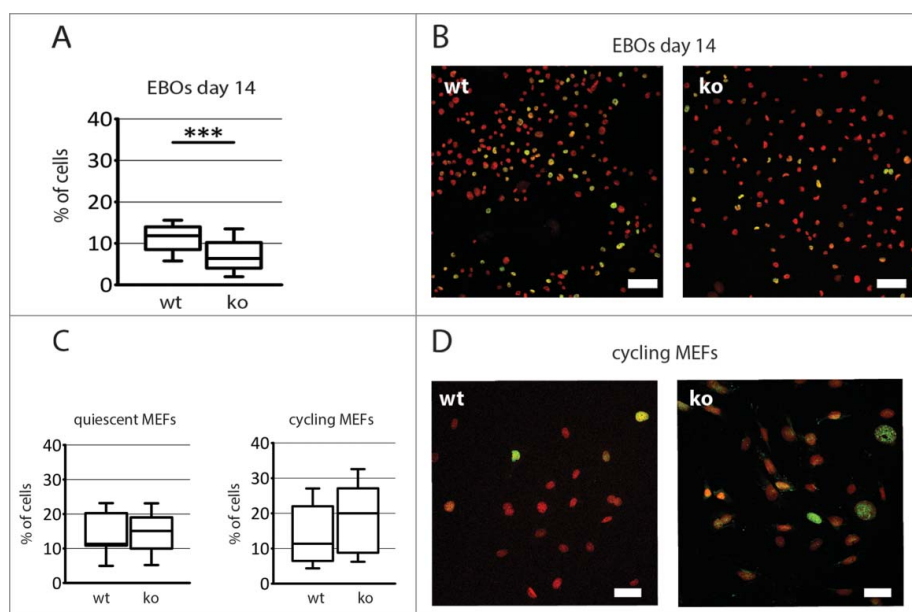 A
EBOs day 14
***
% of cells
40
30
20
10
0
wt
ko
B
EBOs day 14
wt
ko
C
quiescent MEFs
% of cells
40
30
20
10
0
wt
ko
cycling MEFs
% of cells
40
30
20
10
0
wt
ko
D
cycling MEFs
wt
ko